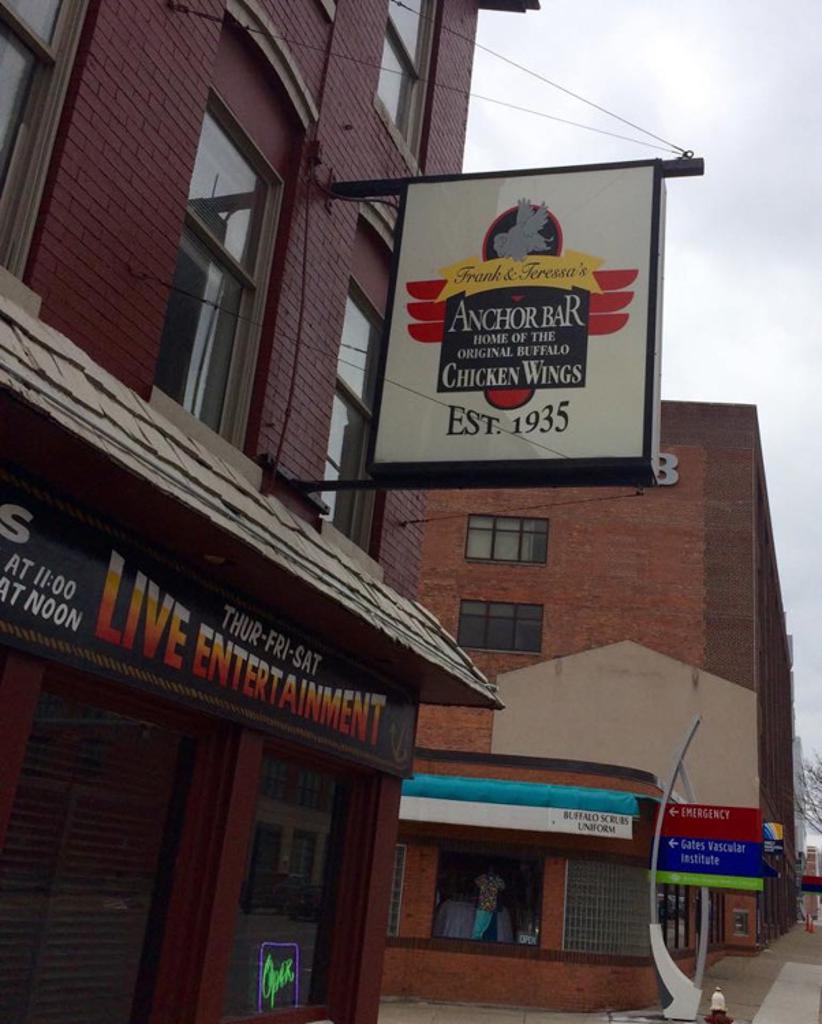 Frank & Teressa's
ANCHOR BAR
HOME OF THE
ORIGINAL BUFFALO
CHICKEN WINGS
EST. 1935
B
S
AT 11:00
AT NOON
LIVE ENTERTAINMENT
THUR-FRI-SAT
BUFFALO SCRUBS
UNIFORM
← EMERGENCY
← Gates Vascular
Institute
OPEN
Open